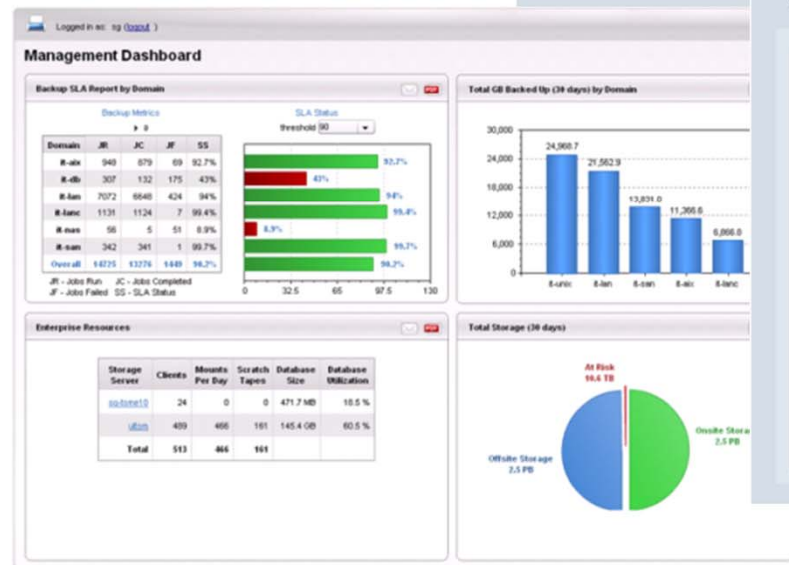 Logged in as: sg (logout )
Management Dashboard
Backup SLA Report by Domain
PDF
Backup Metrics
SLA Status
threshold 90
Domain JR JC JF SS
it-aix 948 879 69 92.7%
it-db 307 132 175 43%
it-lan 7072 6648 424 94%
it-lanc 1131 1124 7 99.4%
it-nas 56 5 51 8.9%
it-san 342 341 1 99.7%
Overall 14725 13276 1449 90.2%
JR - Jobs Run JC - Jobs Completed
JF - Jobs Failed SS - SLA Status
92.7%
43%
94%
99.4%
8.9%
99.7%
90.2%
0 32.5 65 97.5 130
Total GB Backed Up (30 days) by Domain
30,000
24,000
18,000
12,000
6,000
0
24,968.7
21,562.9
13,831.0
11,366.6
6,866.0
it-unix it-lan it-san it-aix it-lanc
Enterprise Resources
PDF
Storage Server Clients Mounts Per Day Scratch Tapes Database Size Database Utilization
24 0 0 471.7 MB 18.5 %
489 466 161 145.4 GB 60.5 %
Total 513 466 161
Total Storage (30 days)
At Risk
10.6 TB
Onsite Stora
2.5 PB
Offsite Storage
2.5 PB